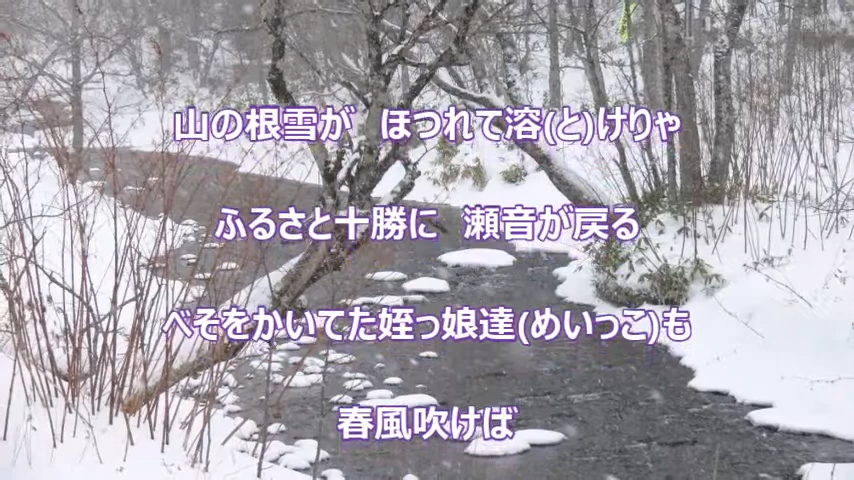 山の根雪が　ほつれて溶(と)けりゃ
ふるさと十勝に　瀬音が戻る
べそをかいてた姪っ娘達(めいっこ)も
春風吹けば